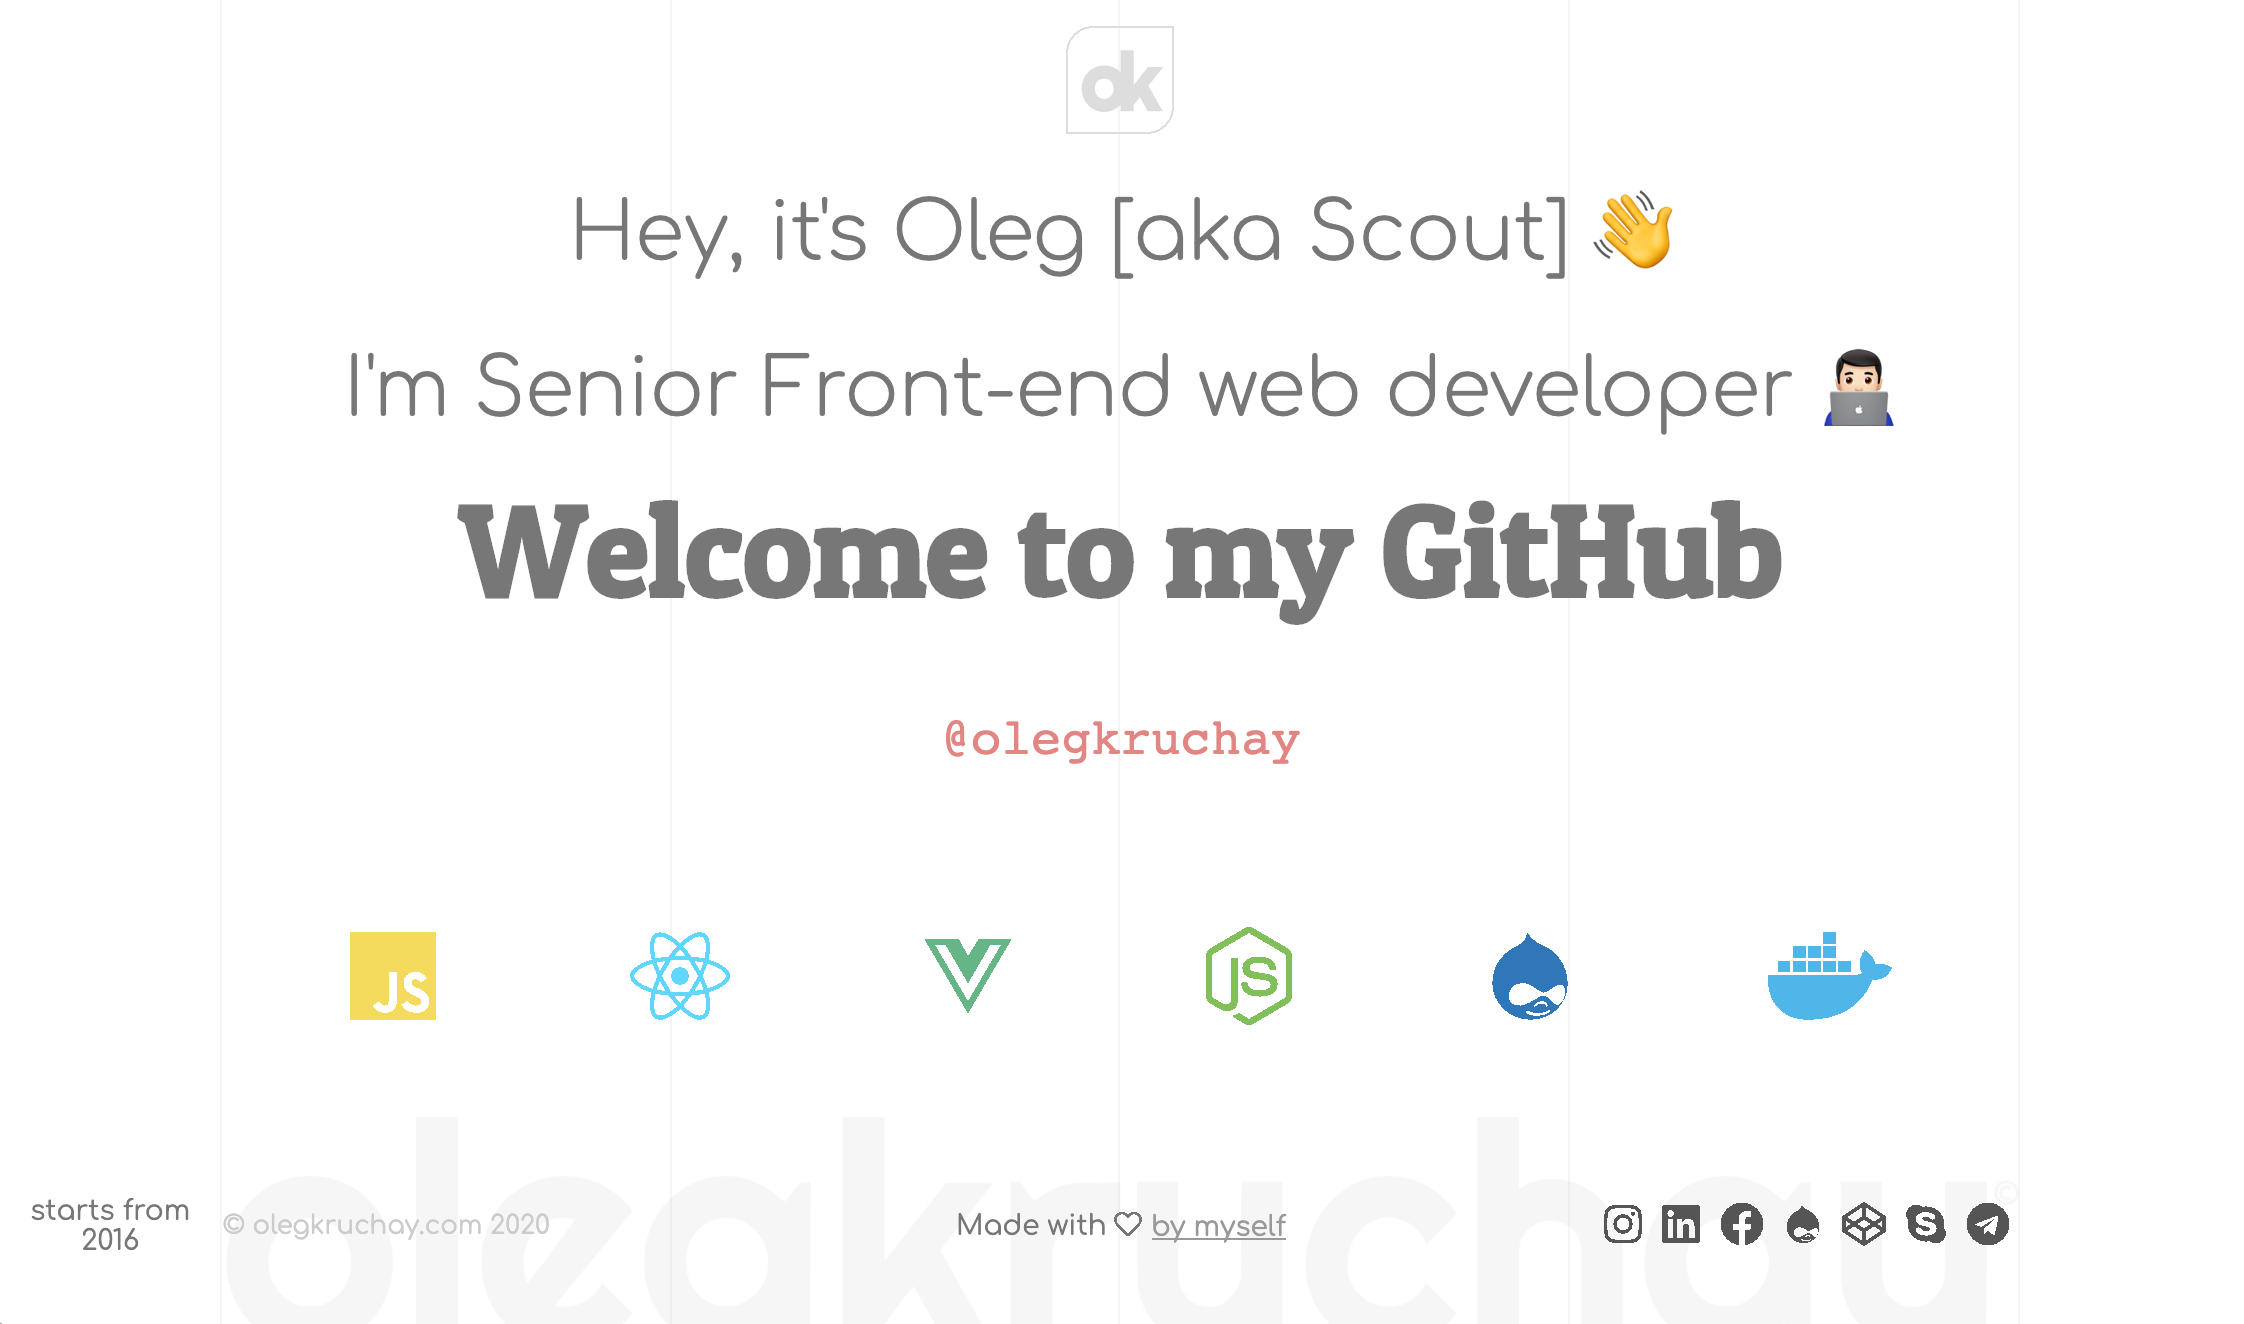 ok
Hey, it's Oleg [aka Scout] 👋
I'm Senior Front-end web developer 👨🏻‍💻
Welcome to my GitHub
@olegkruchay
JS
JS
olegkruchay
©
starts from
2016
© olegkruchay.com 2020
Made with ♡ by myself
in